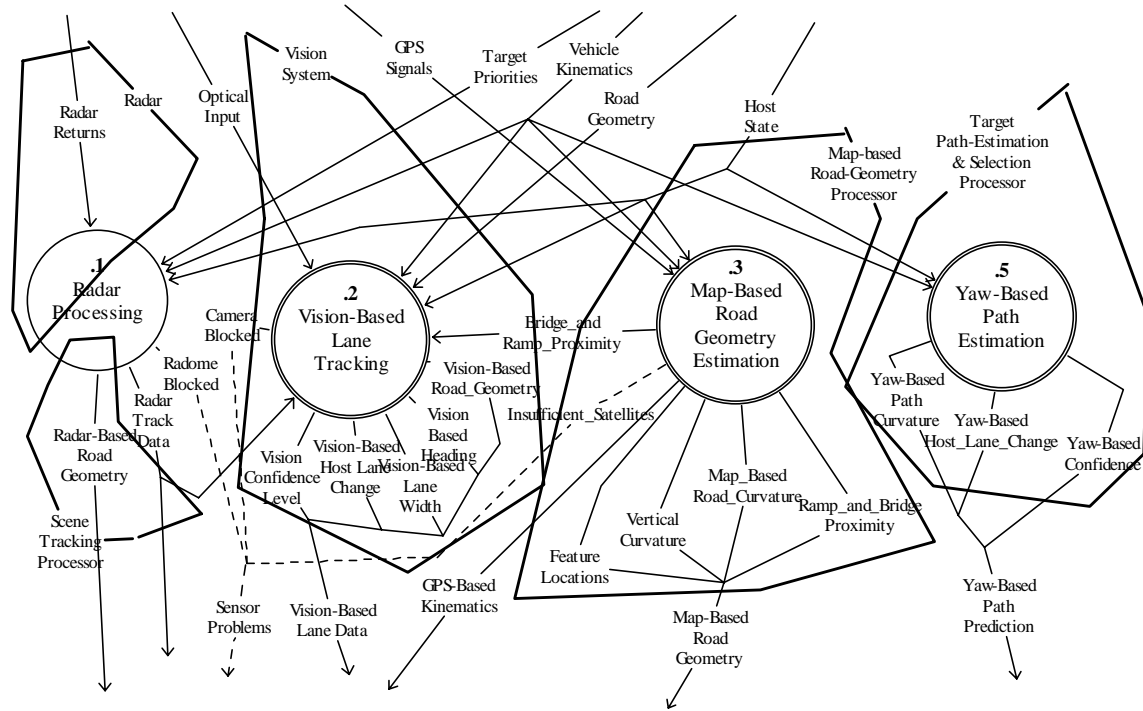 Radar
Returns
Radar
Optical
Input
Vision
System
GPS
Signals
Target
Priorities
Vehicle
Kinematics
Road
Geometry
Host
State
Map-based
Road-Geometry
Processor
Target
Path-Estimation
& Selection
Processor
.1
Radar
Processing
.2
Vision-Based
Lane
Tracking
.3
Map-Based
Road
Geometry
Estimation
.5
Yaw-Based
Path
Estimation
Camera
Blocked
Radome
Blocked
Radar
Track
Data
Radar-Based
Road
Geometry
Scene
Tracking
Processor
Bridge_and
Ramp_Proximity
Vision-Based
Road_Geometry
Insufficient_Satellites
Vision
Based
Heading
Vision
Confidence
Level
Vision-Based
Host Lane
Change
Vision-Based
Lane
Width
Yaw-Based
Path
Curvature
Yaw-Based
Host_Lane_Change
Yaw-Based
Confidence
Map_Based
Road_Curvature
Ramp_and_Bridge
Proximity
Vertical
Curvature
Feature
Locations
GPS-Based
Kinematics
Sensor
Problems
Vision-Based
Lane Data
Map-Based
Road
Geometry
Yaw-Based
Path
Prediction